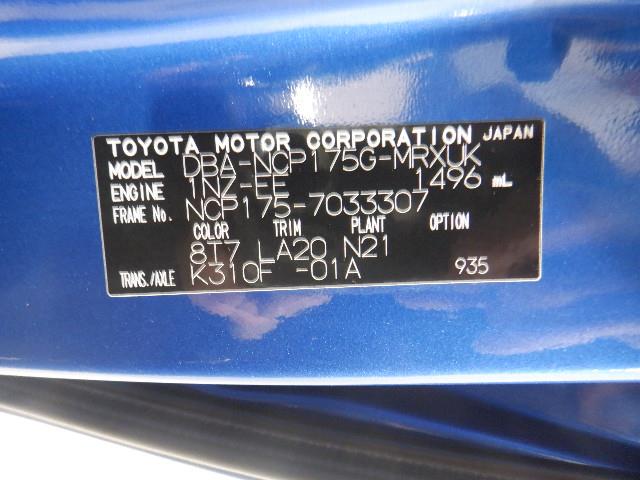 TOYOTA MOTOR CORPORATION JAPAN
MODEL DBA-NCP175G-MRXUK
ENGINE 1NZ-FE 1496 mL
FRAME No. NCP175-7033307
COLOR TRIM PLANT OPTION
8T7 LA20 N21
TRANS./AXLE K310F -01A 935